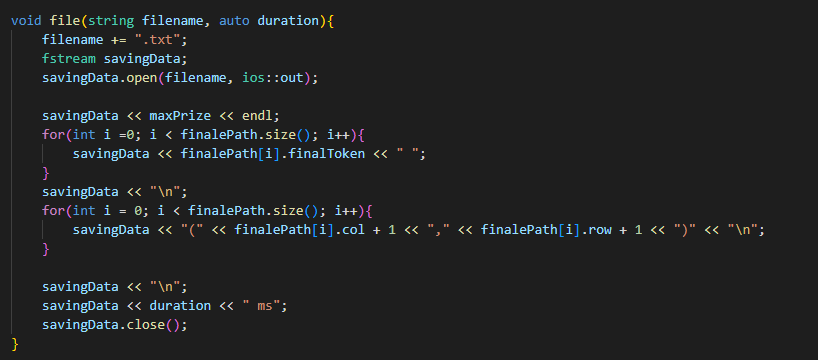 void file(string filename, auto duration){
    filename += ".txt";
    fstream savingData;
    savingData.open(filename, ios::out);

    savingData << maxPrize << endl;
    for(int i =0; i < finalePath.size(); i++){
        savingData << finalePath[i].finalToken << " ";
    }
    savingData << "\n";
    for(int i = 0; i < finalePath.size(); i++){
        savingData << "(" << finalePath[i].col + 1 << "," << finalePath[i].row + 1 << ")" << "\n";
    }

    savingData << "\n";
    savingData << duration << " ms";
    savingData.close();
}